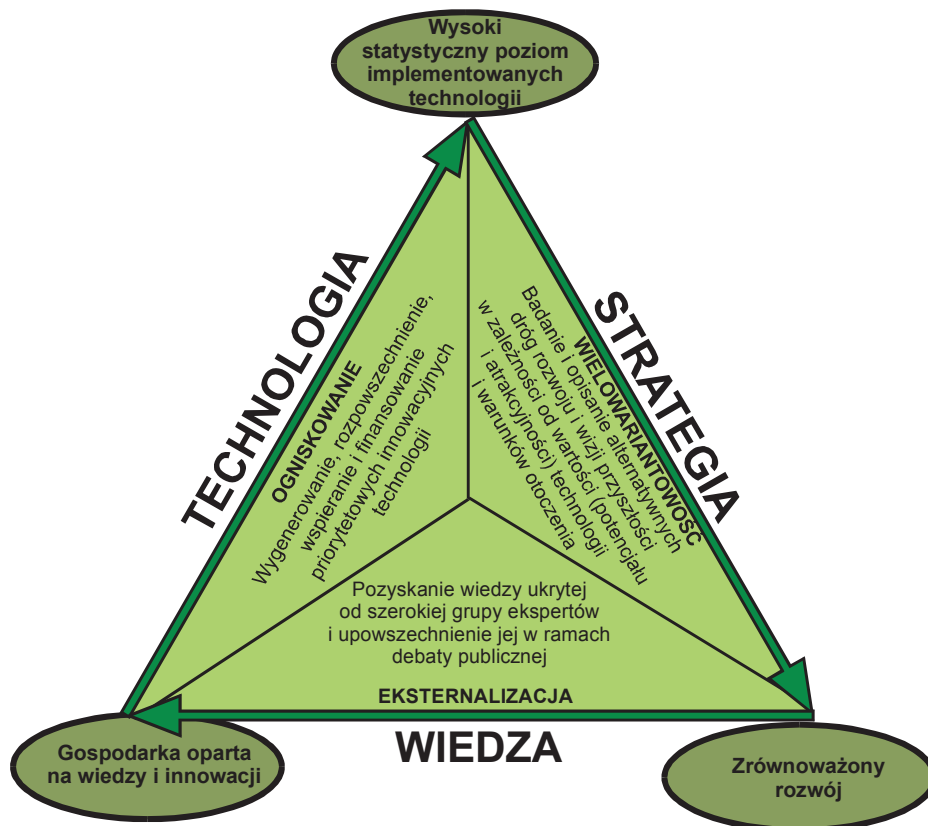 Wysoki
statystyczny poziom
implementowanych
technologii
TECHNOLOGIA
OGNISKOWANIE
Wygenerowanie, rozpowszechnienie,
wspieranie i finansowanie
priorytetowych innowacyjnych
technologii
STRATEGIA
WIELOWARIANTOWOŚĆ
Badanie i opisanie alternatywnych
dróg rozwoju i wizji przyszłości
w zależności od wartości (potencjału
i atrakcyjności) technologii
i warunków otoczenia
Pozyskanie wiedzy ukrytej
od szerokiej grupy ekspertów
i upowszechnienie jej w ramach
debaty publicznej
EKSTERNALIZACJA
WIEDZA
Gospodarka oparta
na wiedzy i innowacji
Zrównoważony
rozwój